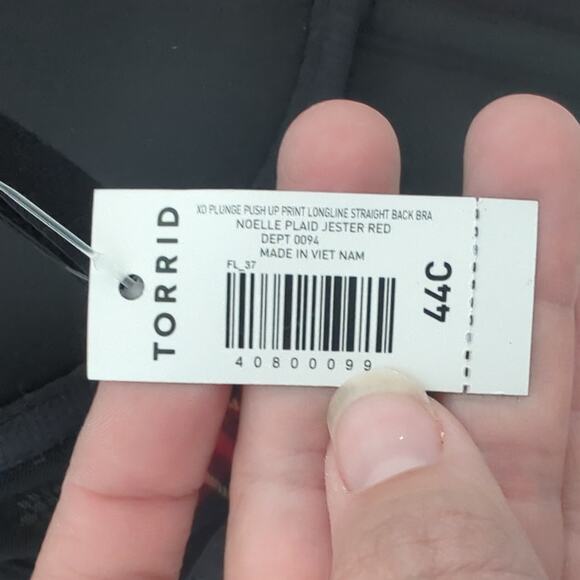 TORRID
XO PLUNGE PUSH UP PRINT LONGLINE STRAIGHT BACK BRA
NOELLE PLAID JESTER RED
DEPT 0094
MADE IN VIET NAM
FL_37
40800099
44C